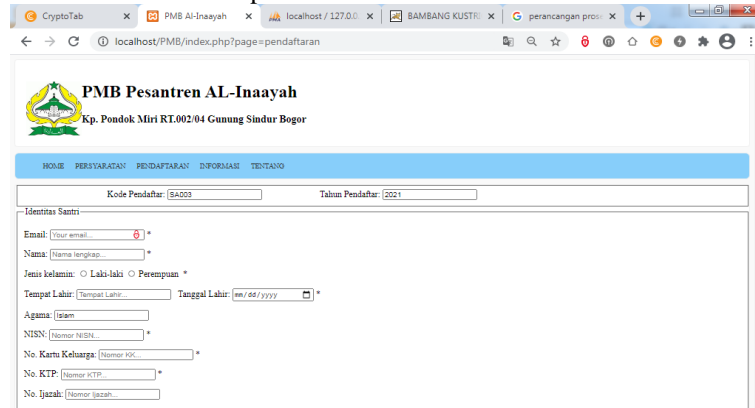 CryptoTab PMB Al-Inaayah localhost / 127.0.0. BAMBANG KUSTR G perancangan prose
localhost/PMB/index.php?page=pendaftaran
PMB Pesantren AL-Inaayah
Kp. Pondok Miri RT.002/04 Gunung Sindur Bogor
HOME PERSYARATAN PENDAFTARAN INFORMASI TENTANG
Kode Pendaftar: SA003 Tahun Pendaftar: 2021
Identitas Santri
Email: Your email... *
Nama: Nama lengkap... *
Jenis kelamin: Laki-laki Perempuan *
Tempat Lahir: Tempat Lahir... Tanggal Lahir: mm/dd/yyyy *
Agama: Islam
NISN: Nomor NISN... *
No. Kartu Keluarga: Nomor KK... *
No. KTP: Nomor KTP... *
No. Ijazah: Nomor Ijazah...